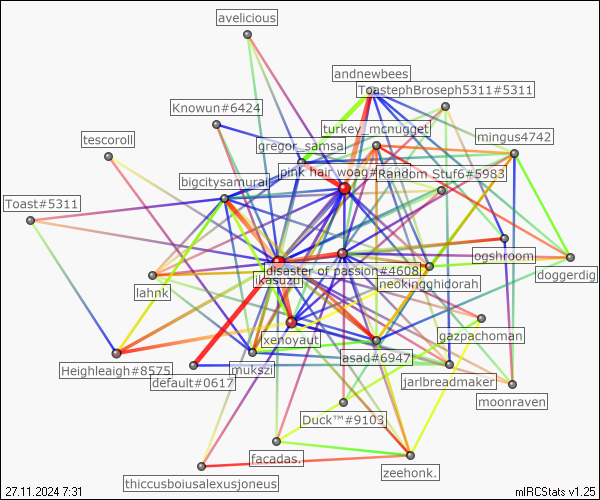 avelicious
andnewbees
ToastephBroseph5311#5311
Knowun#6424
turkey_mcnugget
mingus4742
tescoroll
gregor_samsa
pink hair woag#
Random Stuf6#5983
bigcitysamurai
Toast#5311
ogshroom
disaster of passion#4608
doggerdig
jkasuzu
neokingghidorah
lahnk
xenoyaut
gazpachoman
asad#6947
Heighleaigh#8575
mukszi
default#0617
jarlbreadmaker
moonraven
Duck™#9103
facadas.
zeehonk.
thiccusboiusalexusjoneus
27.11.2024 7:31
mIRCStats v1.25